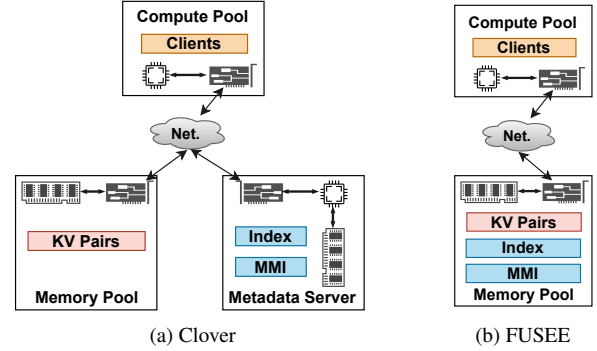 Compute Pool
Clients
Net.
KV Pairs
Memory Pool
Index
MMI
Metadata Server
(a) Clover
Compute Pool
Clients
Net.
KV Pairs
Index
MMI
Memory Pool
(b) FUSEE